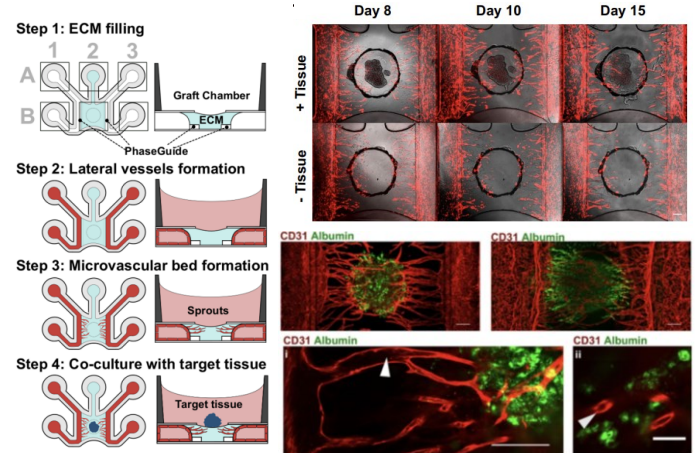 Step 1: ECM filling
1 2 3
A
B
Graft Chamber
ECM
PhaseGuide
Step 2: Lateral vessels formation
Step 3: Microvascular bed formation
Sprouts
Step 4: Co-culture with target tissue
Target tissue
Day 8 Day 10 Day 15
+ Tissue
- Tissue
CD31 Albumin
CD31 Albumin
CD31 Albumin
i
CD31 Albumin
ii